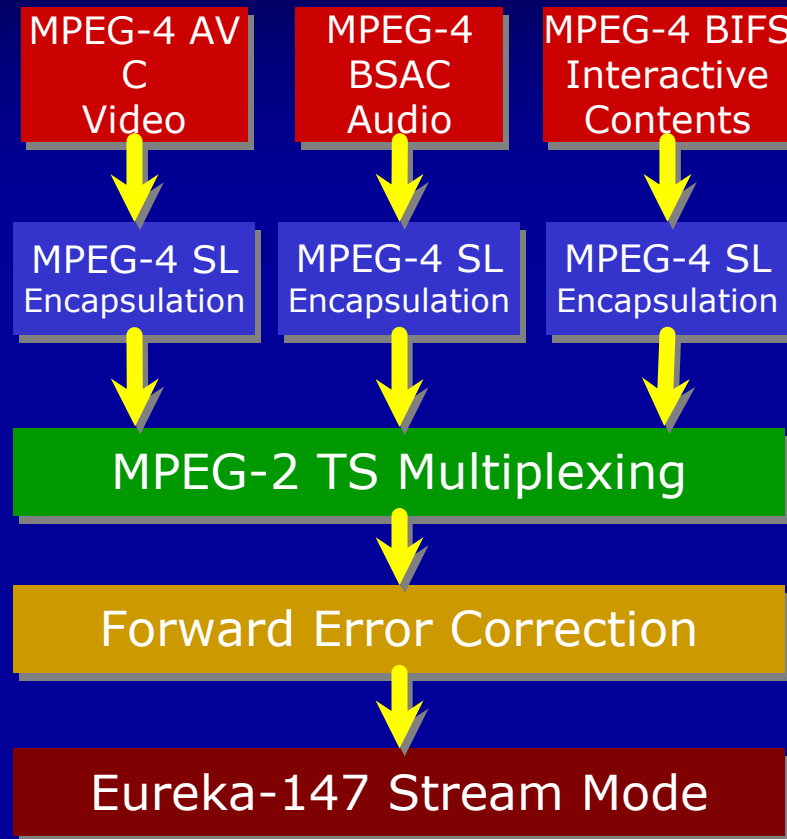 MPEG-4 AV
C
Video
MPEG-4
BSAC
Audio
MPEG-4 BIFS
Interactive
Contents
MPEG-4 SL
Encapsulation
MPEG-4 SL
Encapsulation
MPEG-4 SL
Encapsulation
MPEG-2 TS Multiplexing
Forward Error Correction
Eureka-147 Stream Mode